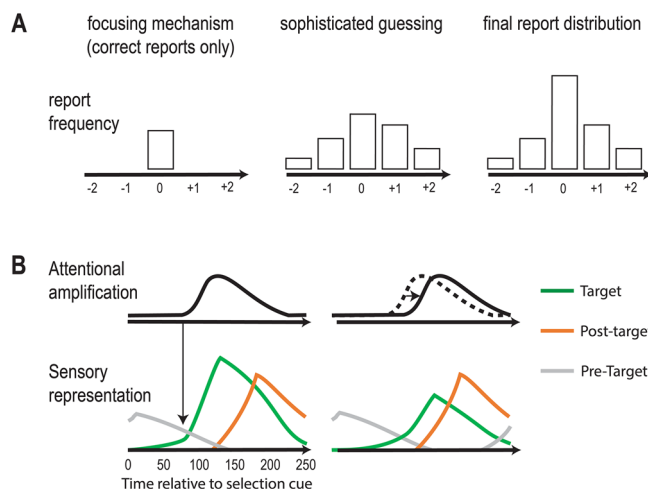 A
focusing mechanism
(correct reports only)
sophisticated guessing
final report distribution
report
frequency
-2 -1 0 +1 +2
-2 -1 0 +1 +2
-2 -1 0 +1 +2
B
Attentional
amplification
Target
Post-target
Pre-Target
Sensory
representation
0 50 100 150 200 250
Time relative to selection cue